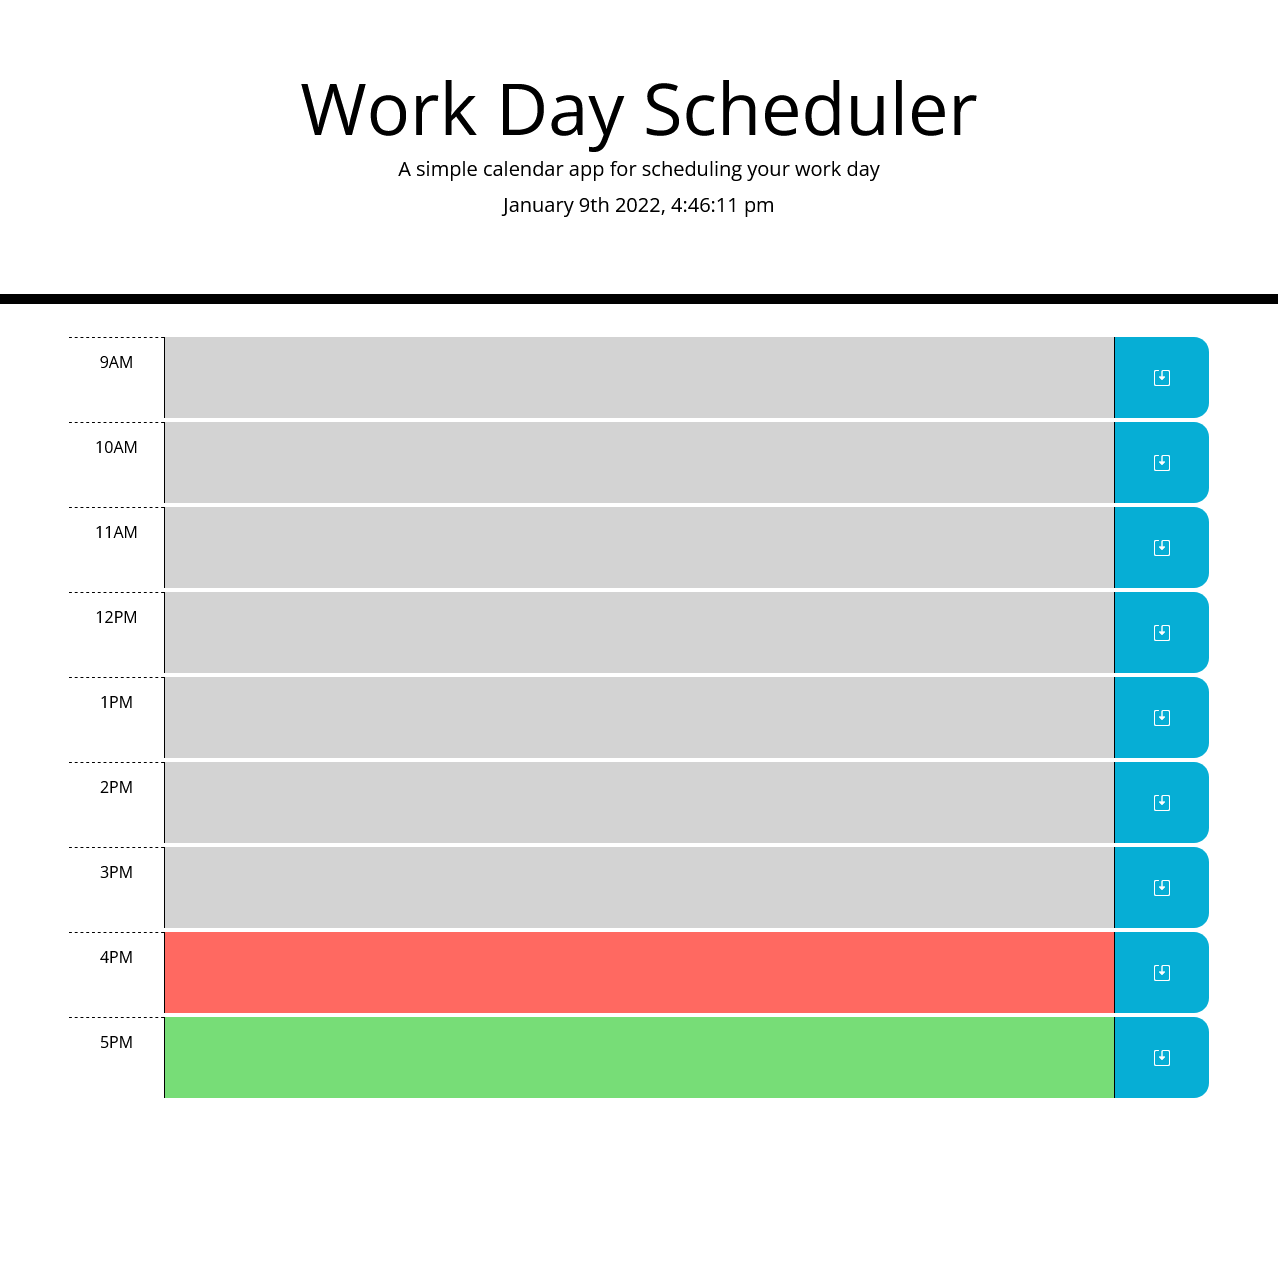 Work Day Scheduler
A simple calendar app for scheduling your work day
January 9th 2022, 4:46:11 pm
9AM
10AM
11AM
12PM
1PM
2PM
3PM
4PM
5PM